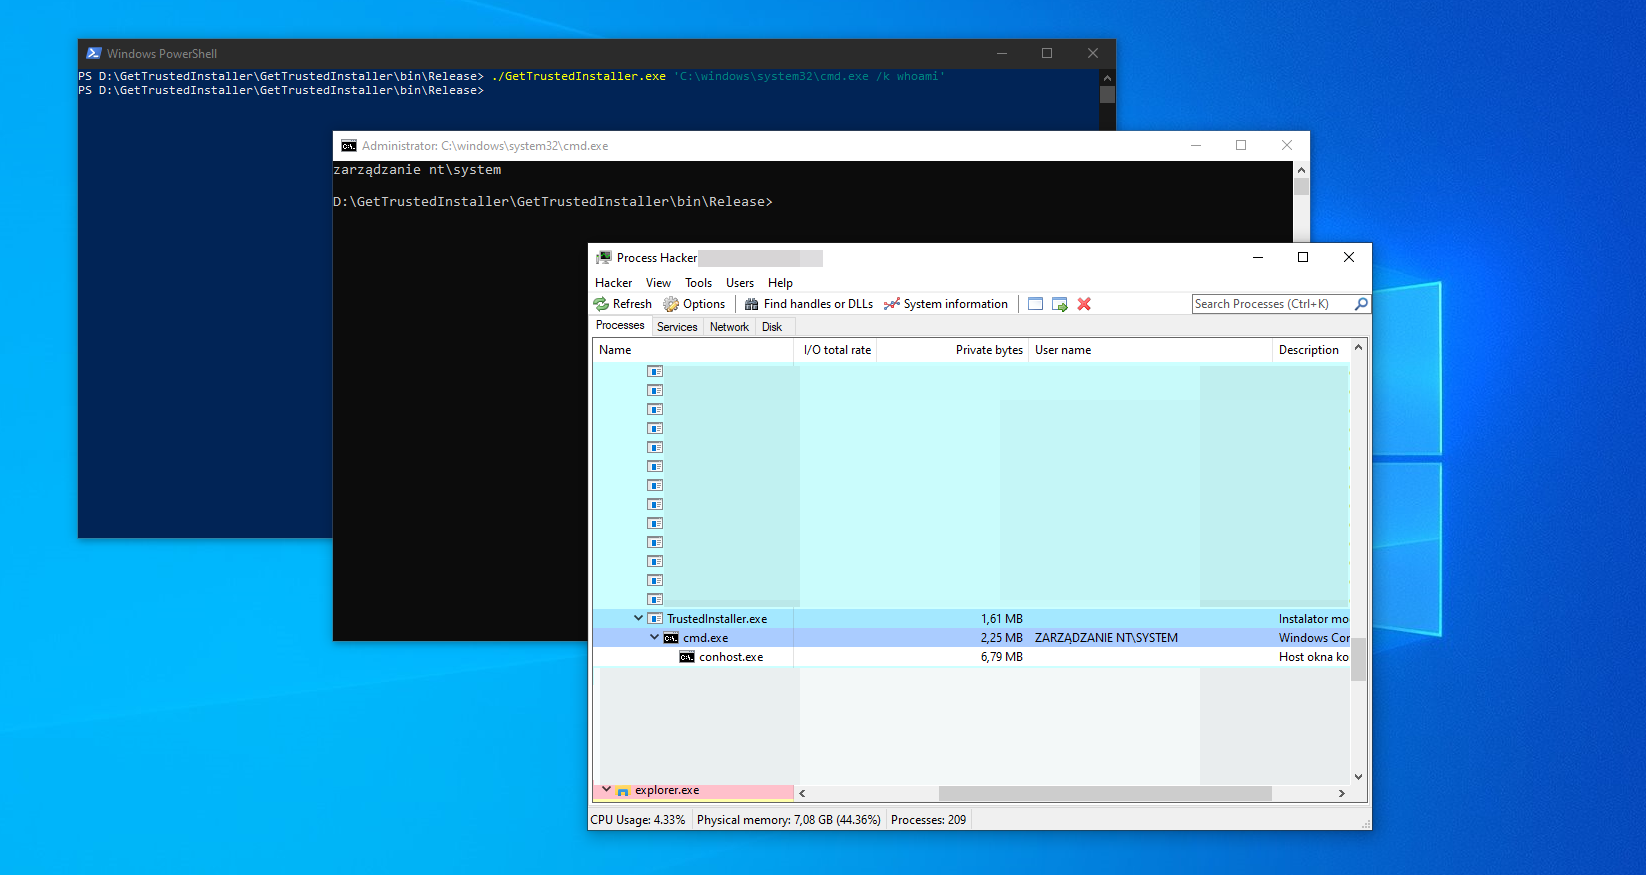 Windows PowerShell
PS D:\GetTrustedInstaller\GetTrustedInstaller\bin\Release> ./GetTrustedInstaller.exe 'C:\windows\system32\cmd.exe /k whoami'
PS D:\GetTrustedInstaller\GetTrustedInstaller\bin\Release>
Administrator: C:\windows\system32\cmd.exe
zarządzanie nt\system
D:\GetTrustedInstaller\GetTrustedInstaller\bin\Release>
Process Hacker
Hacker View Tools Users Help
Refresh Options Find handles or DLLs System information Search Processes (Ctrl+K)
Processes Services Network Disk
Name I/O total rate Private bytes User name Description
TrustedInstaller.exe 1,61 MB Instalator mo
cmd.exe 2,25 MB ZARZĄDZANIE NT\SYSTEM Windows Cor
conhost.exe 6,79 MB Host okna ko
explorer.exe
CPU Usage: 4.33% Physical memory: 7,08 GB (44.36%) Processes: 209